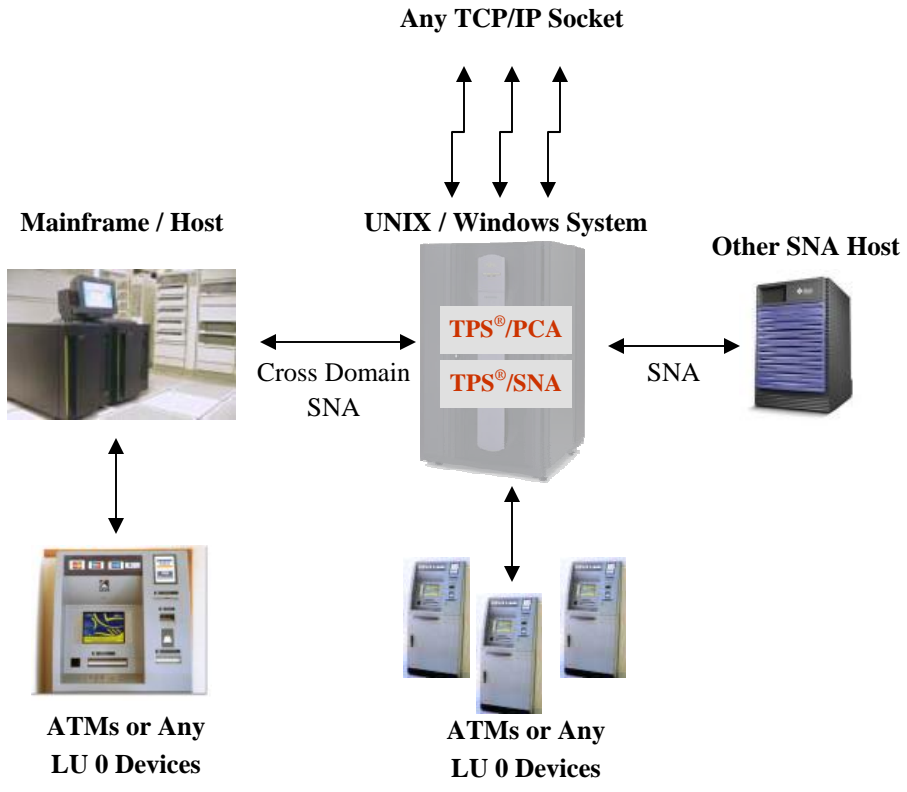 Any TCP/IP Socket
Mainframe / Host
UNIX / Windows System
Other SNA Host
TPS®/PCA
TPS®/SNA
Cross Domain
SNA
SNA
ATMs or Any
LU 0 Devices
ATMs or Any
LU 0 Devices